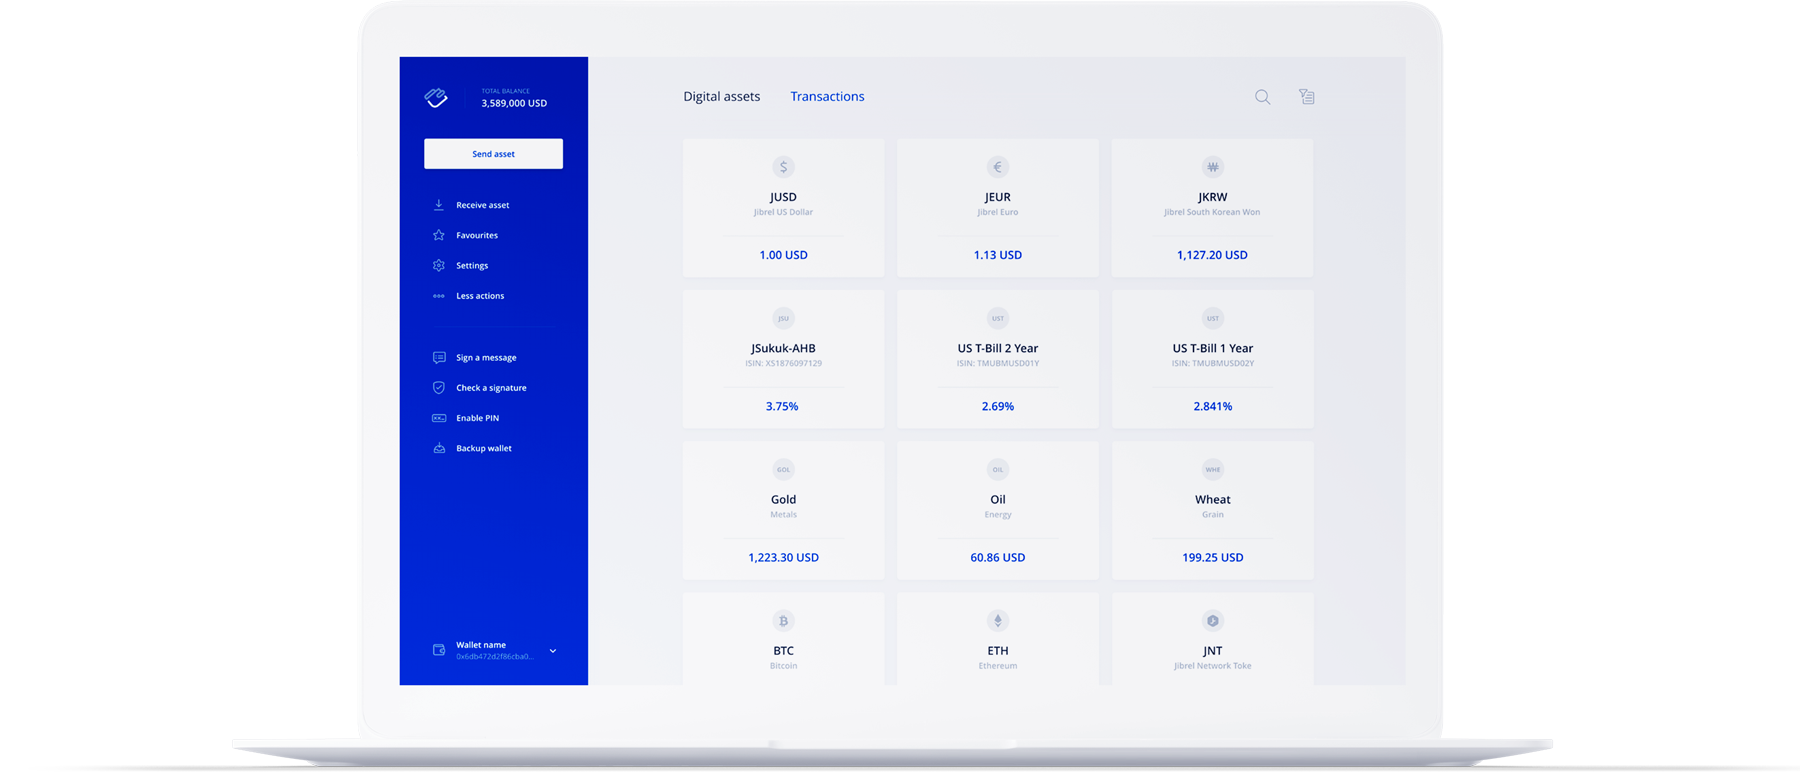 TOTAL BALANCE
3,589,000 USD
Send asset
Receive asset
Favourites
Settings
Less actions
Sign a message
Check a signature
Enable PIN
Backup wallet
Wallet name
0x6db472d2f86cba0...
Digital assets Transactions
$ € ₩
JUSD JEUR JKRW
Jibrel US Dollar Jibrel Euro Jibrel South Korean Won
1.00 USD 1.13 USD 1,127.20 USD
JSU UST UST
JSukuk-AHB US T-Bill 2 Year US T-Bill 1 Year
ISIN: XS1876097129 ISIN: TMUBMUSD01Y ISIN: TMUBMUSD02Y
3.75% 2.69% 2.841%
GOL OIL WHE
Gold Oil Wheat
Metals Energy Grain
1,223.30 USD 60.86 USD 199.25 USD
BTC ETH JNT
Bitcoin Ethereum Jibrel Network Toke